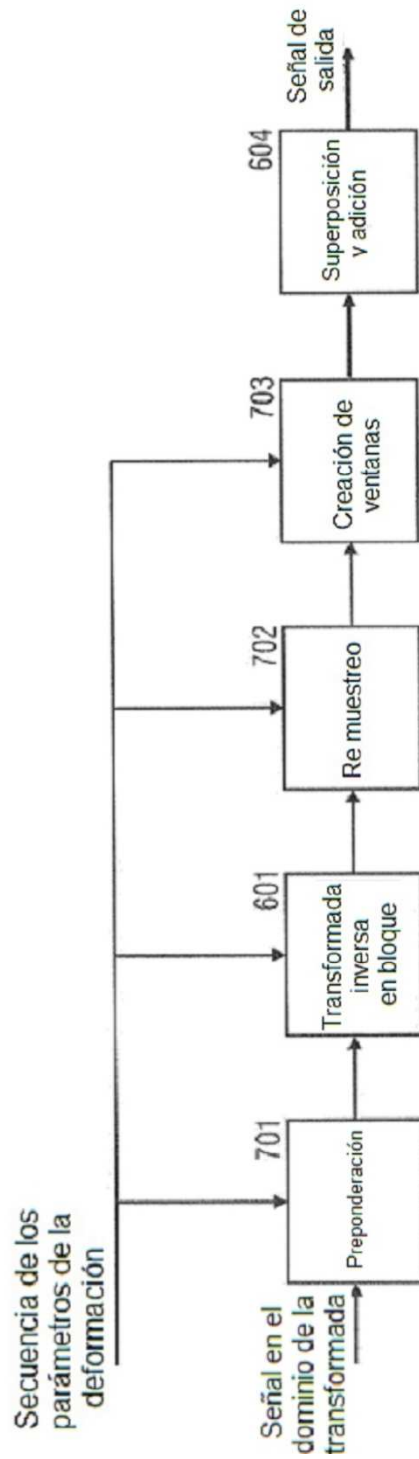 Secuencia de los
parámetros de la
deformación
Señal en el
dominio de la
transformada
701
Preponderación
601
Transformada
inversa
en bloque
702
Re muestreo
703
Creación de
ventanas
604
Superposición
y adición
Señal de
salida